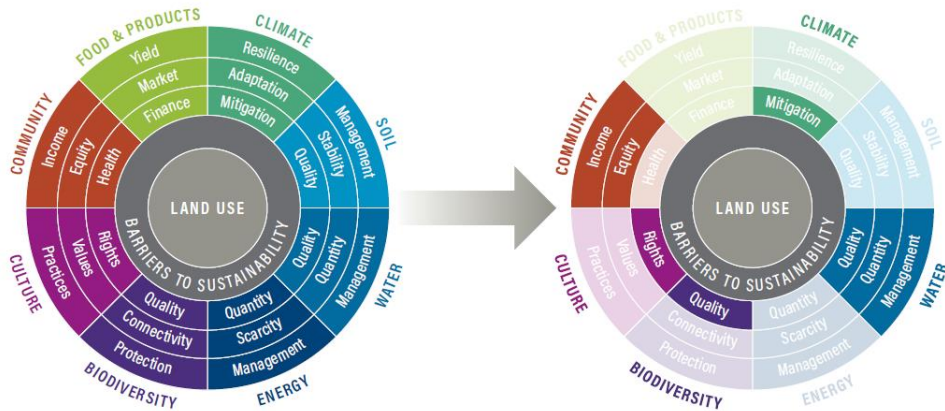 FOOD & PRODUCTS
Yield
Market
Finance
CLIMATE
Resilience
Adaptation
Mitigation
SOIL
Management
Stability
Quality
WATER
Quality
Quantity
Management
ENERGY
Quantity
Scarcity
Management
BIODIVERSITY
Quality
Connectivity
Protection
CULTURE
Rights
Values
Practices
COMMUNITY
Income
Equity
Health
LAND USE
BARRIERS TO SUSTAINABILITY
FOOD & PRODUCTS
Yield
Market
Finance
CLIMATE
Resilience
Adaptation
Mitigation
SOIL
Management
Stability
Quality
WATER
Quality
Quantity
Management
ENERGY
Quantity
Scarcity
Management
BIODIVERSITY
Quality
Connectivity
Protection
CULTURE
Rights
Values
Practices
COMMUNITY
Income
Equity
Health
LAND USE
BARRIERS TO SUSTAINABILITY